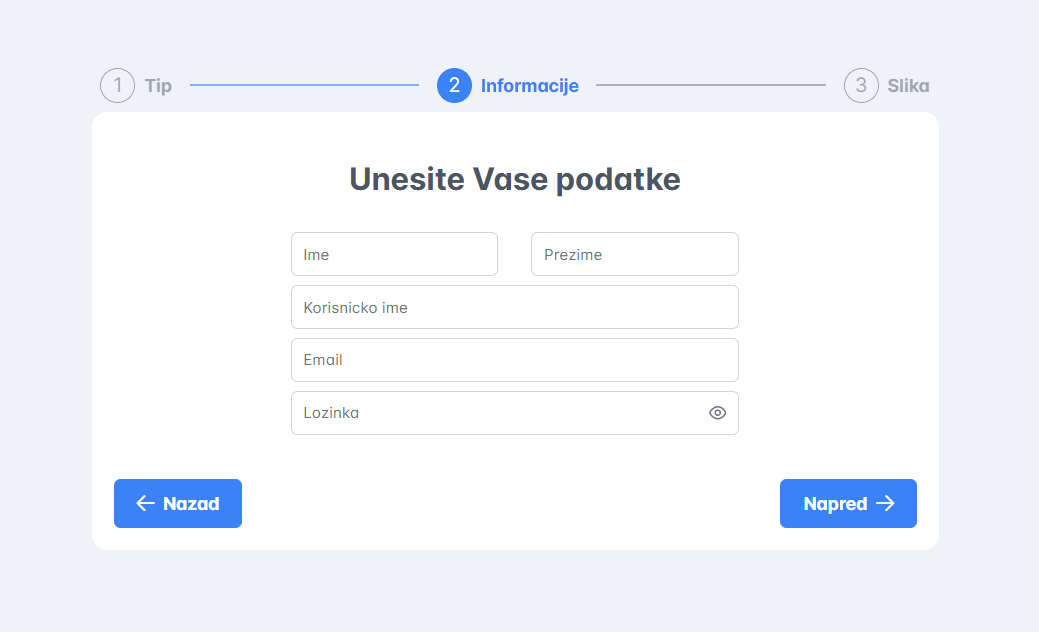 1 Tip 2 Informacije 3 Slika
Unesite Vase podatke
Ime Prezime
Korisnicko ime
Email
Lozinka
← Nazad Napred →